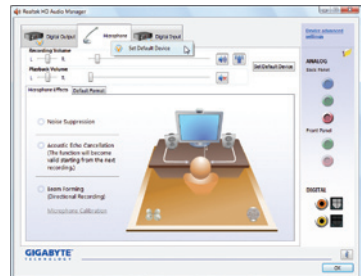 Realtek HD Audio Manager
Digital Output
Microphone
Digital Input
Device advanced
settings
Set Default Device
Recording Volume
L
R
Set Default Device
Playback Volume
L
R
ANALOG
Back Panel
Microphone Effects
Default Format
Noise Suppression
Acoustic Echo Cancellation
(The function will become
valid starting from the next
recording.)
Front Panel
Beam Forming
(Directional Recording)
Microphone Calibration
DIGITAL
GIGABYTE
TECHNOLOGY
i
OK